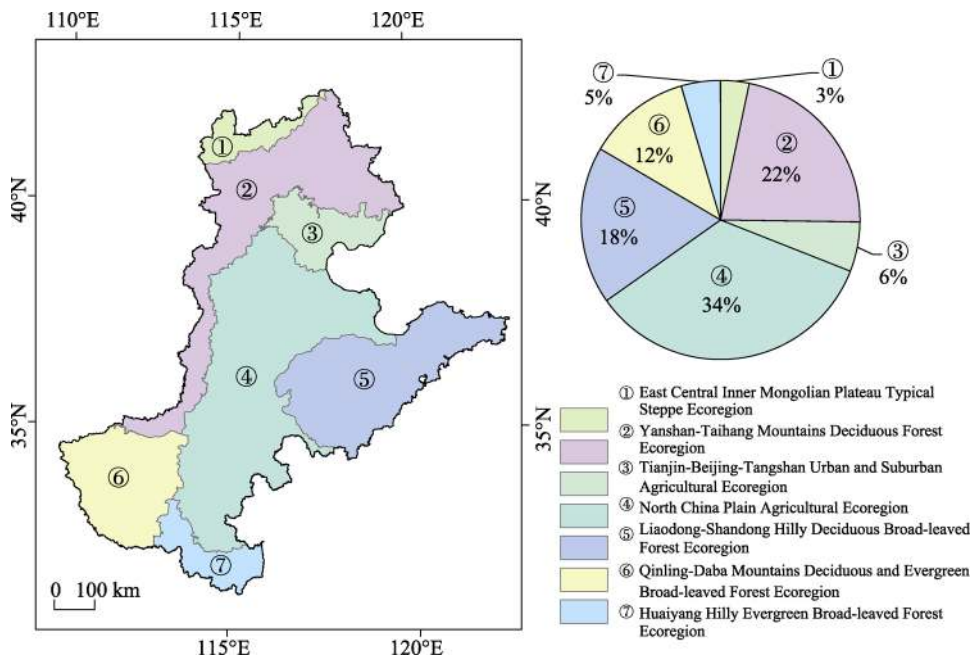 110°E
115°E
120°E
40°N
35°N
①
②
③
④
⑤
⑥
⑦
0 100 km
115°E
120°E
40°N
35°N
①
3%
②
22%
③
6%
④
34%
⑤
18%
⑥
12%
⑦
5%
① East Central Inner Mongolian Plateau Typical
Steppe Ecoregion
② Yanshan-Taihang Mountains Deciduous Forest
Ecoregion
③ Tianjin-Beijing-Tangshan Urban and Suburban
Agricultural Ecoregion
④ North China Plain Agricultural Ecoregion
⑤ Liaodong-Shandong Hilly Deciduous Broad-leaved
Forest Ecoregion
⑥ Qinling-Daba Mountains Deciduous and Evergreen
Broad-leaved Forest Ecoregion
⑦ Huaiyang Hilly Evergreen Broad-leaved Forest
Ecoregion